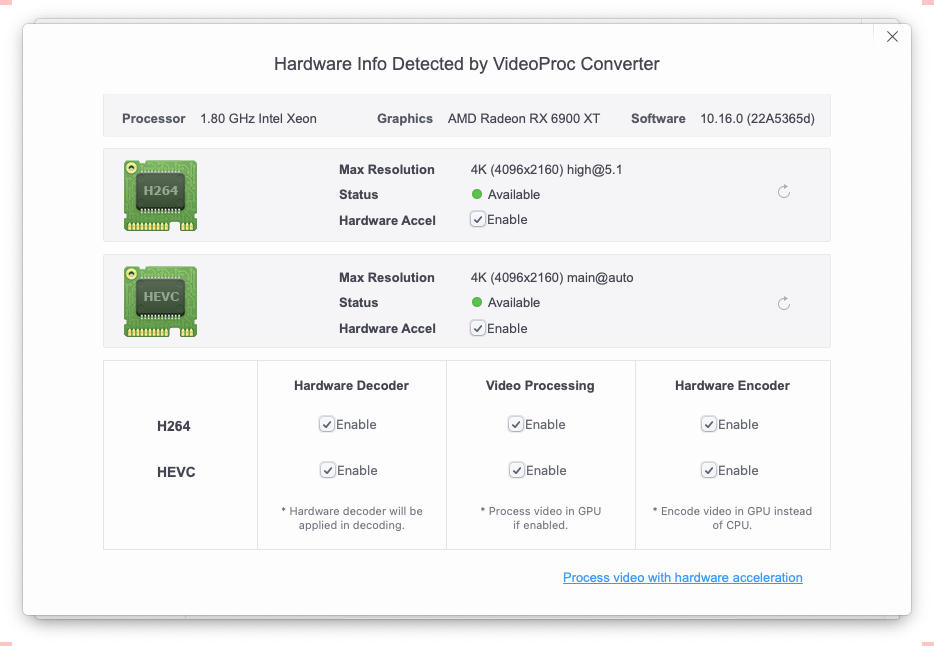 Hardware Info Detected by VideoProc Converter
Processor 1.80 GHz Intel Xeon Graphics AMD Radeon RX 6900 XT Software 10.16.0 (22A5365d)
H264
Max Resolution 4K (4096x2160) high@5.1
Status Available
Hardware Accel Enable
HEVC
Max Resolution 4K (4096x2160) main@auto
Status Available
Hardware Accel Enable
Hardware Decoder Video Processing Hardware Encoder
H264 Enable Enable Enable
HEVC Enable Enable Enable
* Hardware decoder will be * Process video in GPU * Encode video in GPU instead
applied in decoding. if enabled. of CPU.
Process video with hardware acceleration